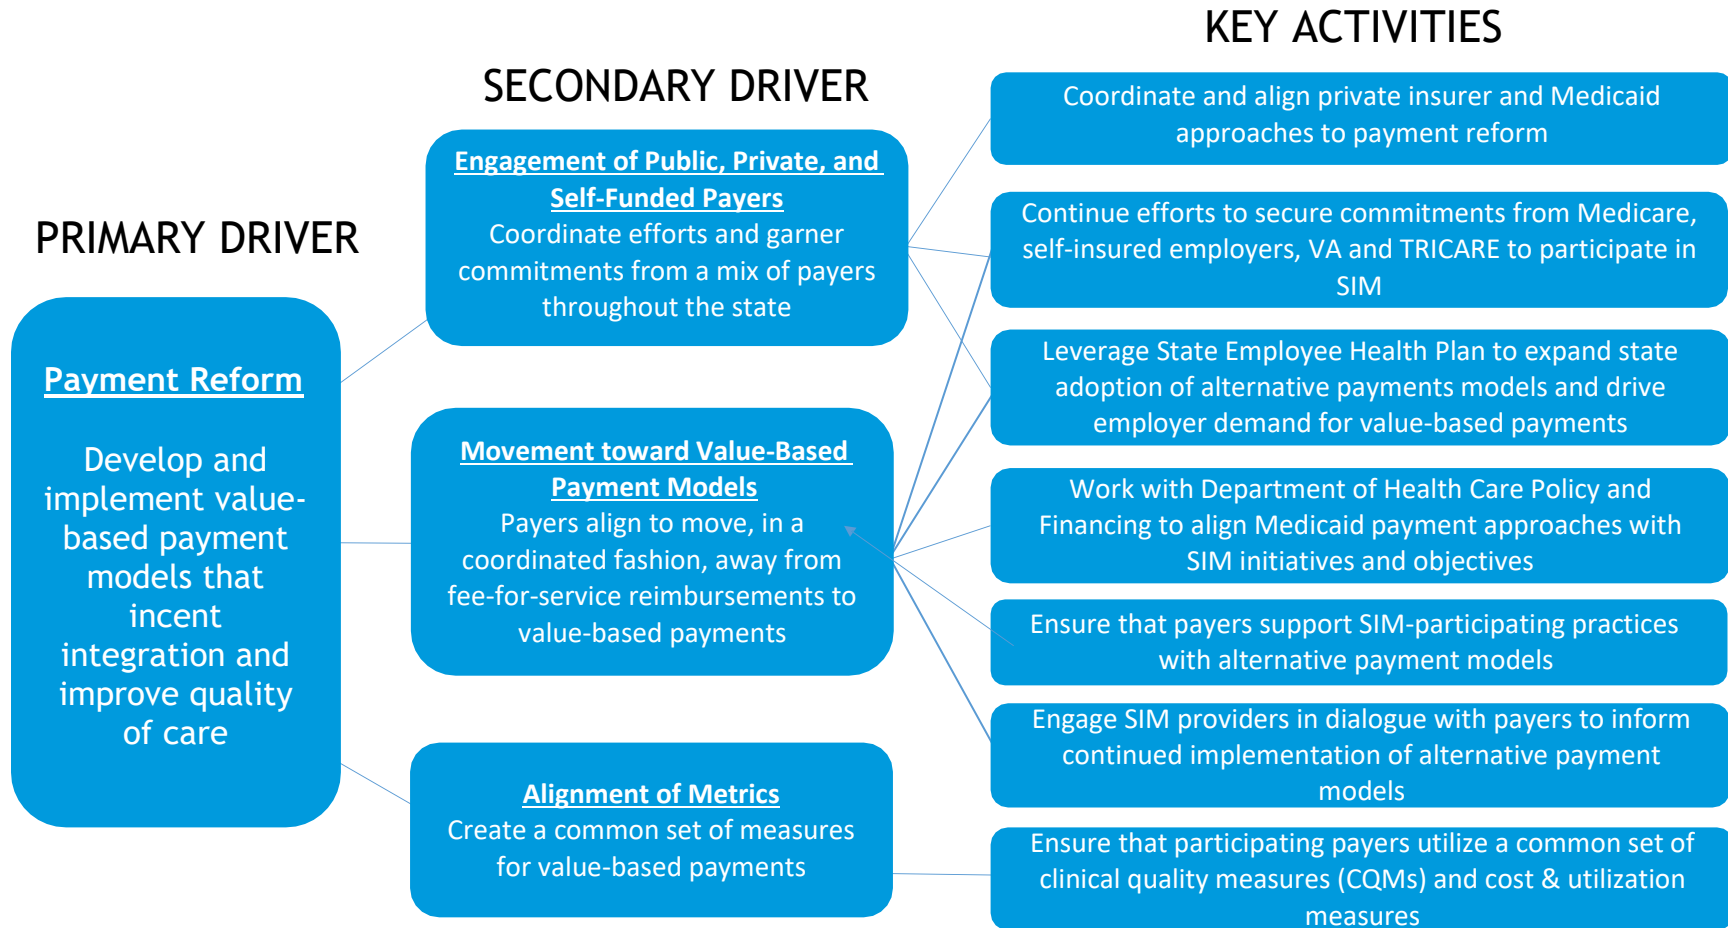 PRIMARY DRIVER
Payment Reform
Develop and
implement value-
based payment
models that
incent
integration and
improve quality
of care
SECONDARY DRIVER
Engagement of Public, Private, and
Self-Funded Payers
Coordinate efforts and garner
commitments from a mix of payers
throughout the state
Movement toward Value-Based
Payment Models
Payers align to move, in a
coordinated fashion, away from
fee-for-service reimbursements to
value-based payments
Alignment of Metrics
Create a common set of measures
for value-based payments
KEY ACTIVITIES
Coordinate and align private insurer and Medicaid
approaches to payment reform
Continue efforts to secure commitments from Medicare,
self-insured employers, VA and TRICARE to participate in
SIM
Leverage State Employee Health Plan to expand state
adoption of alternative payments models and drive
employer demand for value-based payments
Work with Department of Health Care Policy and
Financing to align Medicaid payment approaches with
SIM initiatives and objectives
Ensure that payers support SIM-participating practices
with alternative payment models
Engage SIM providers in dialogue with payers to inform
continued implementation of alternative payment
models
Ensure that participating payers utilize a common set of
clinical quality measures (CQMs) and cost & utilization
measures